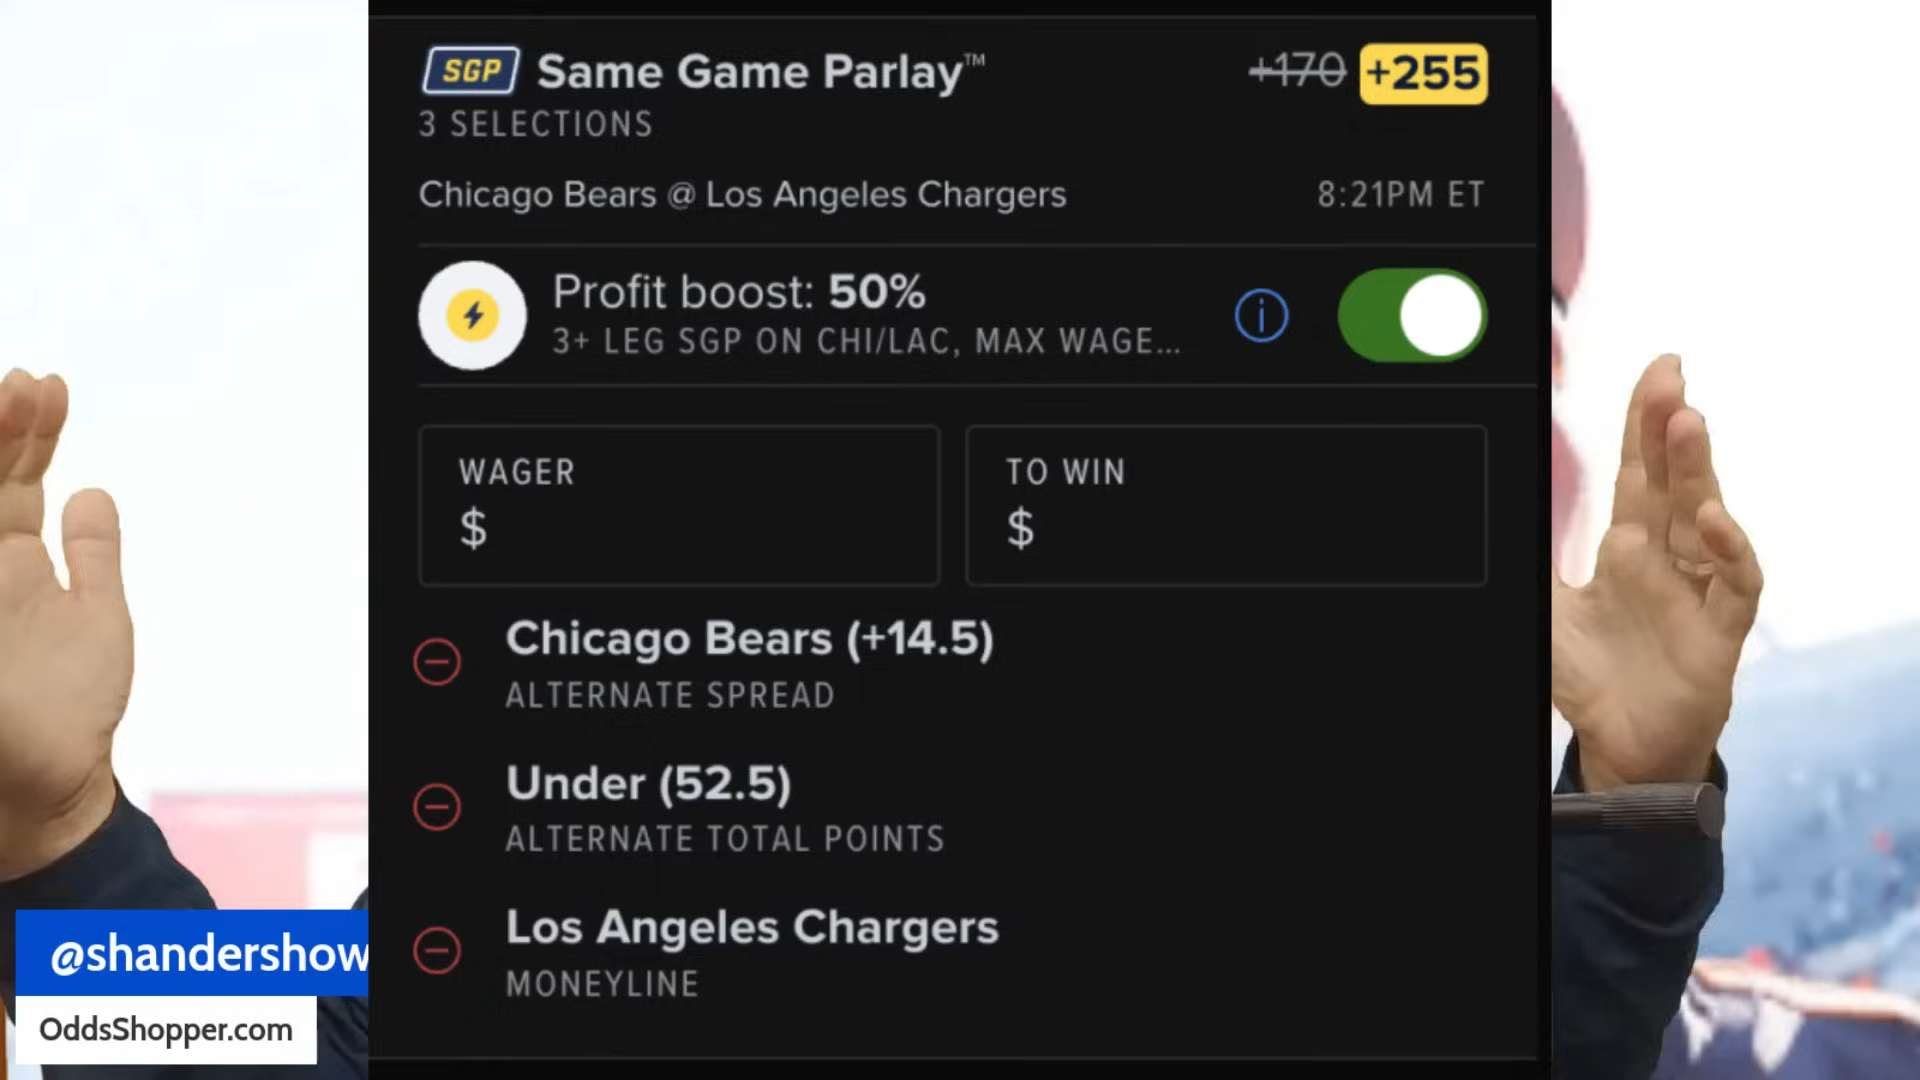 SGP Same Game Parlay™ +170 +255
3 SELECTIONS
Chicago Bears @ Los Angeles Chargers 8:21PM ET
Profit boost: 50%
3+ LEG SGP ON CHI/LAC, MAX WAGE...
WAGER TO WIN
$ $
Chicago Bears (+14.5)
ALTERNATE SPREAD
Under (52.5)
ALTERNATE TOTAL POINTS
Los Angeles Chargers
MONEYLINE
@shandershow
OddsShopper.com